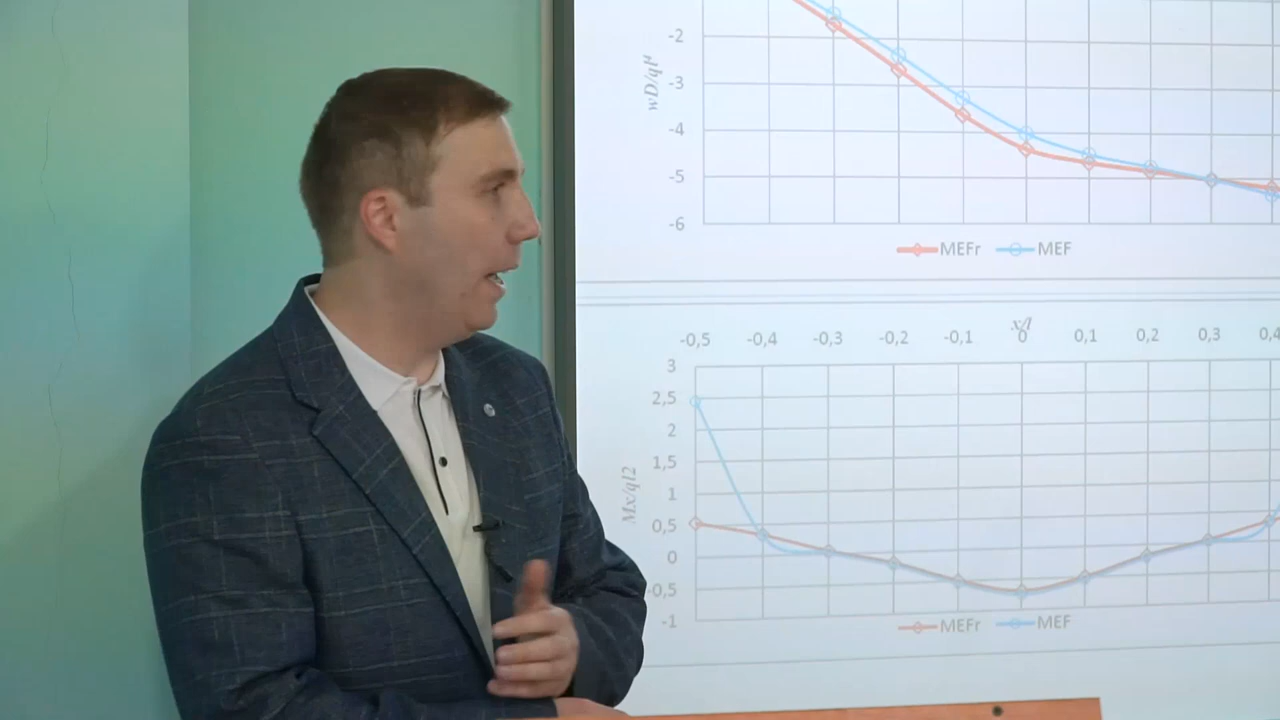 -2
-3
-4
-5
-6
wD/ql⁴
MEFr MEF
x/l
-0,5 -0,4 -0,3 -0,2 -0,1 0 0,1 0,2 0,3 0,4
3
2,5
2
1,5
1
0,5
0
-0,5
-1
Mx/ql2
MEFr MEF